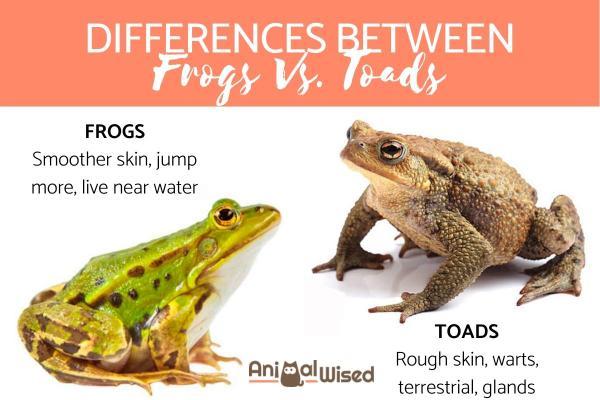 DIFFERENCES BETWEEN
Frogs Vs. Toads
FROGS
Smoother skin, jump
more, live near water
TOADS
Rough skin, warts,
terrestrial, glands
AnimalWised